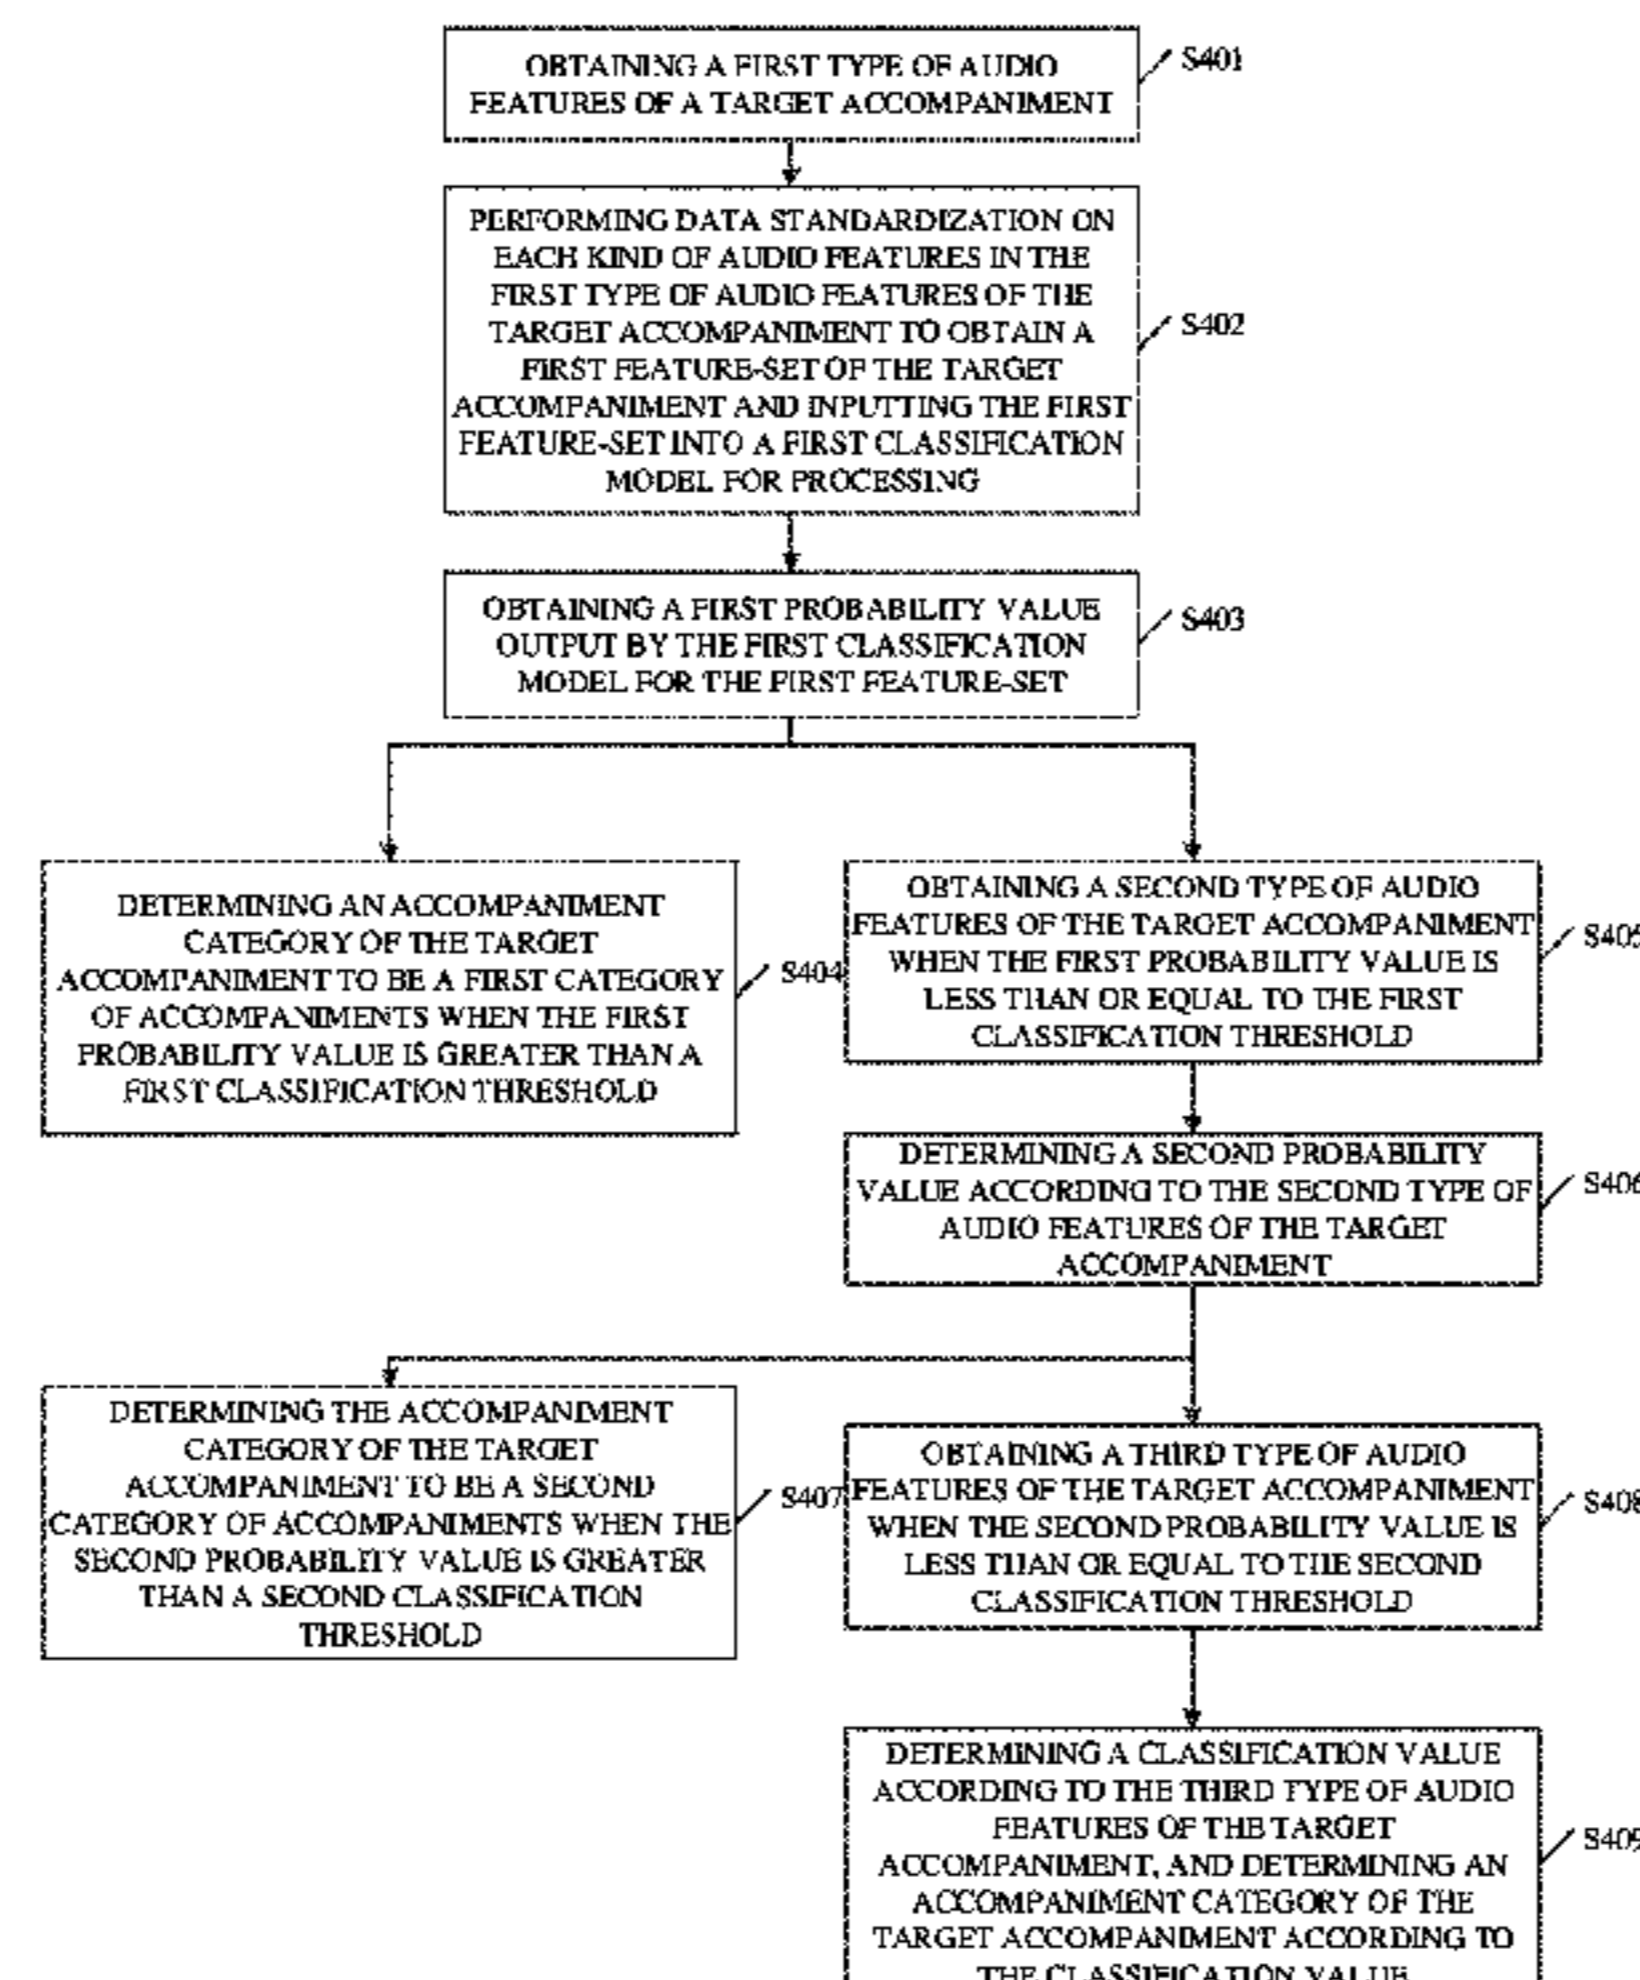 OBTAINING A FIRST TYPE OF AUDIO
FEATURES OF A TARGET ACCOMPANIMENT
S401
PERFORMING DATA STANDARDIZATION ON
EACH KIND OF AUDIO FEATURES IN THE
FIRST TYPE OF AUDIO FEATURES OF THE
TARGET ACCOMPANIMENT TO OBTAIN A
FIRST FEATURE-SET OF THE TARGET
ACCOMPANIMENT AND INPUTTING THE FIRST
FEATURE-SET INTO A FIRST CLASSIFICATION
MODEL FOR PROCESSING
S402
OBTAINING A FIRST PROBABILITY VALUE
OUTPUT BY THE FIRST CLASSIFICATION
MODEL FOR THE FIRST FEATURE-SET
S403
DETERMINING AN ACCOMPANIMENT
CATEGORY OF THE TARGET
ACCOMPANIMENT TO BE A FIRST CATEGORY
OF ACCOMPANIMENTS WHEN THE FIRST
PROBABILITY VALUE IS GREATER THAN A
FIRST CLASSIFICATION THRESHOLD
S404
OBTAINING A SECOND TYPE OF AUDIO
FEATURES OF THE TARGET ACCOMPANIMENT
WHEN THE FIRST PROBABILITY VALUE IS
LESS THAN OR EQUAL TO THE FIRST
CLASSIFICATION THRESHOLD
S405
DETERMINING A SECOND PROBABILITY
VALUE ACCORDING TO THE SECOND TYPE OF
AUDIO FEATURES OF THE TARGET
ACCOMPANIMENT
S406
DETERMINING THE ACCOMPANIMENT
CATEGORY OF THE TARGET
ACCOMPANIMENT TO BE A SECOND
CATEGORY OF ACCOMPANIMENTS WHEN THE
SECOND PROBABILITY VALUE IS GREATER
THAN A SECOND CLASSIFICATION
THRESHOLD
S407
OBTAINING A THIRD TYPE OF AUDIO
FEATURES OF THE TARGET ACCOMPANIMENT
WHEN THE SECOND PROBABILITY VALUE IS
LESS THAN OR EQUAL TO THE SECOND
CLASSIFICATION THRESHOLD
S408
DETERMINING A CLASSIFICATION VALUE
ACCORDING TO THE THIRD TYPE OF AUDIO
FEATURES OF THE TARGET
ACCOMPANIMENT, AND DETERMINING AN
ACCOMPANIMENT CATEGORY OF THE
TARGET ACCOMPANIMENT ACCORDING TO
THE CLASSIFICATION VALUE
S409